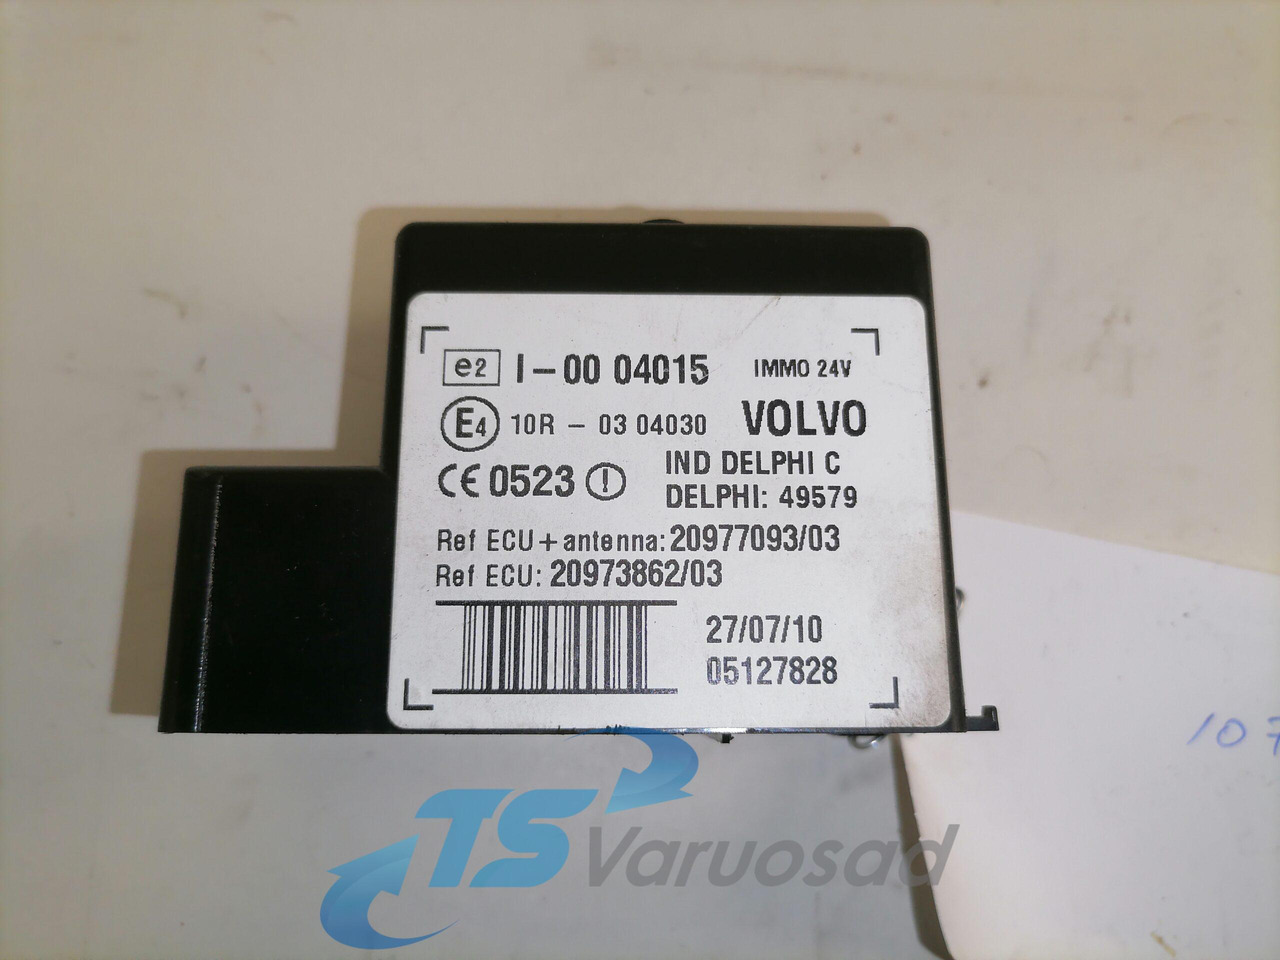 e2 I-00 04015 IMMO 24V
E4 10R - 03 04030 VOLVO
CE 0523 IND DELPHI C
DELPHI: 49579
Ref ECU + antenna: 20977093/03
Ref ECU: 20973862/03
27/07/10
05127828
107
TS Varuosad